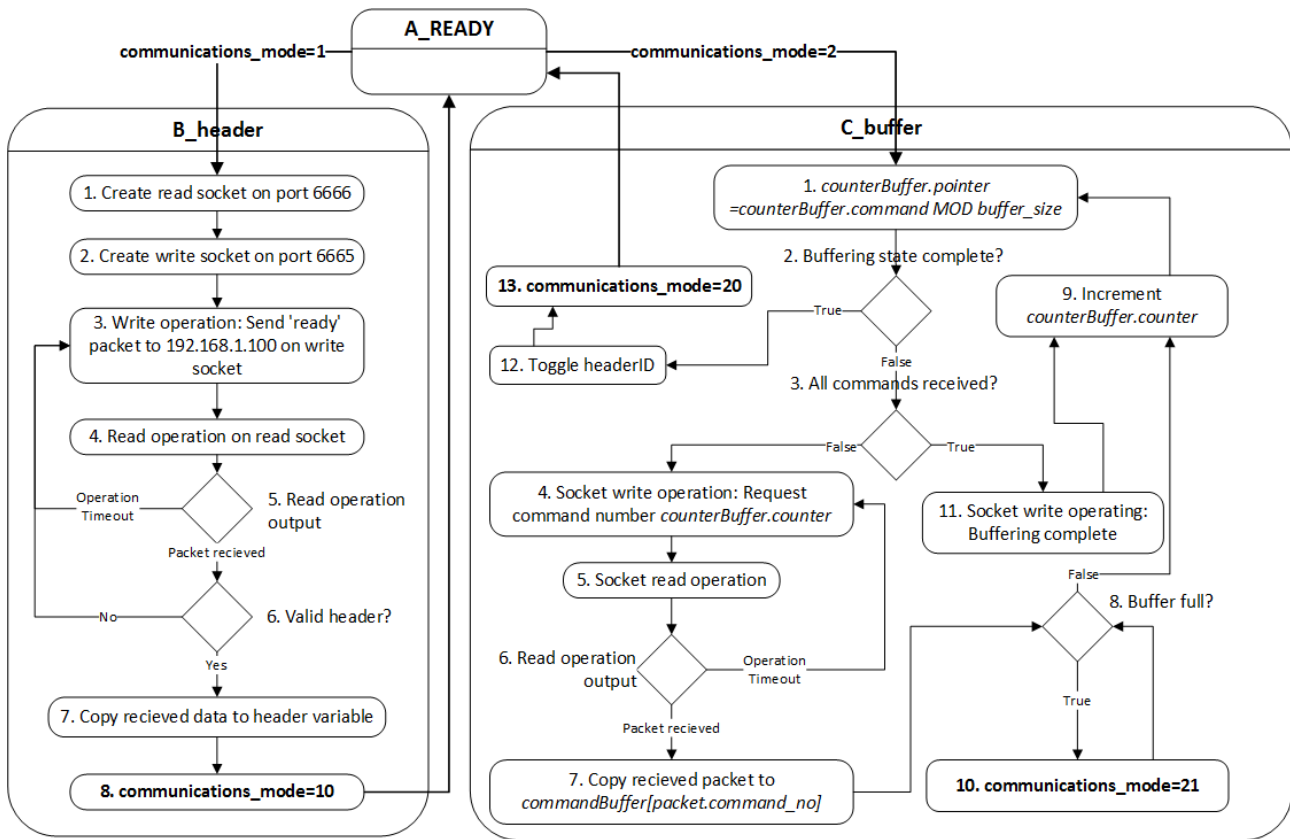 A_READY
communications_mode=1
communications_mode=2
B_header
1. Create read socket on port 6666
2. Create write socket on port 6665
3. Write operation: Send 'ready'
packet to 192.168.1.100 on write
socket
4. Read operation on read socket
Operation
Timeout
5. Read operation
output
Packet recieved
No
6. Valid header?
Yes
7. Copy recieved data to header variable
8. communications_mode=10
C_buffer
1. counterBuffer.pointer
=counterBuffer.command MOD buffer_size
2. Buffering state complete?
True
False
13. communications_mode=20
12. Toggle headerID
9. Increment
counterBuffer.counter
3. All commands received?
False
True
4. Socket write operation: Request
command number counterBuffer.counter
11. Socket write operating:
Buffering complete
5. Socket read operation
6. Read operation
output
Operation
Timeout
Packet recieved
7. Copy recieved packet to
commandBuffer[packet.command_no]
False
8. Buffer full?
True
10. communications_mode=21